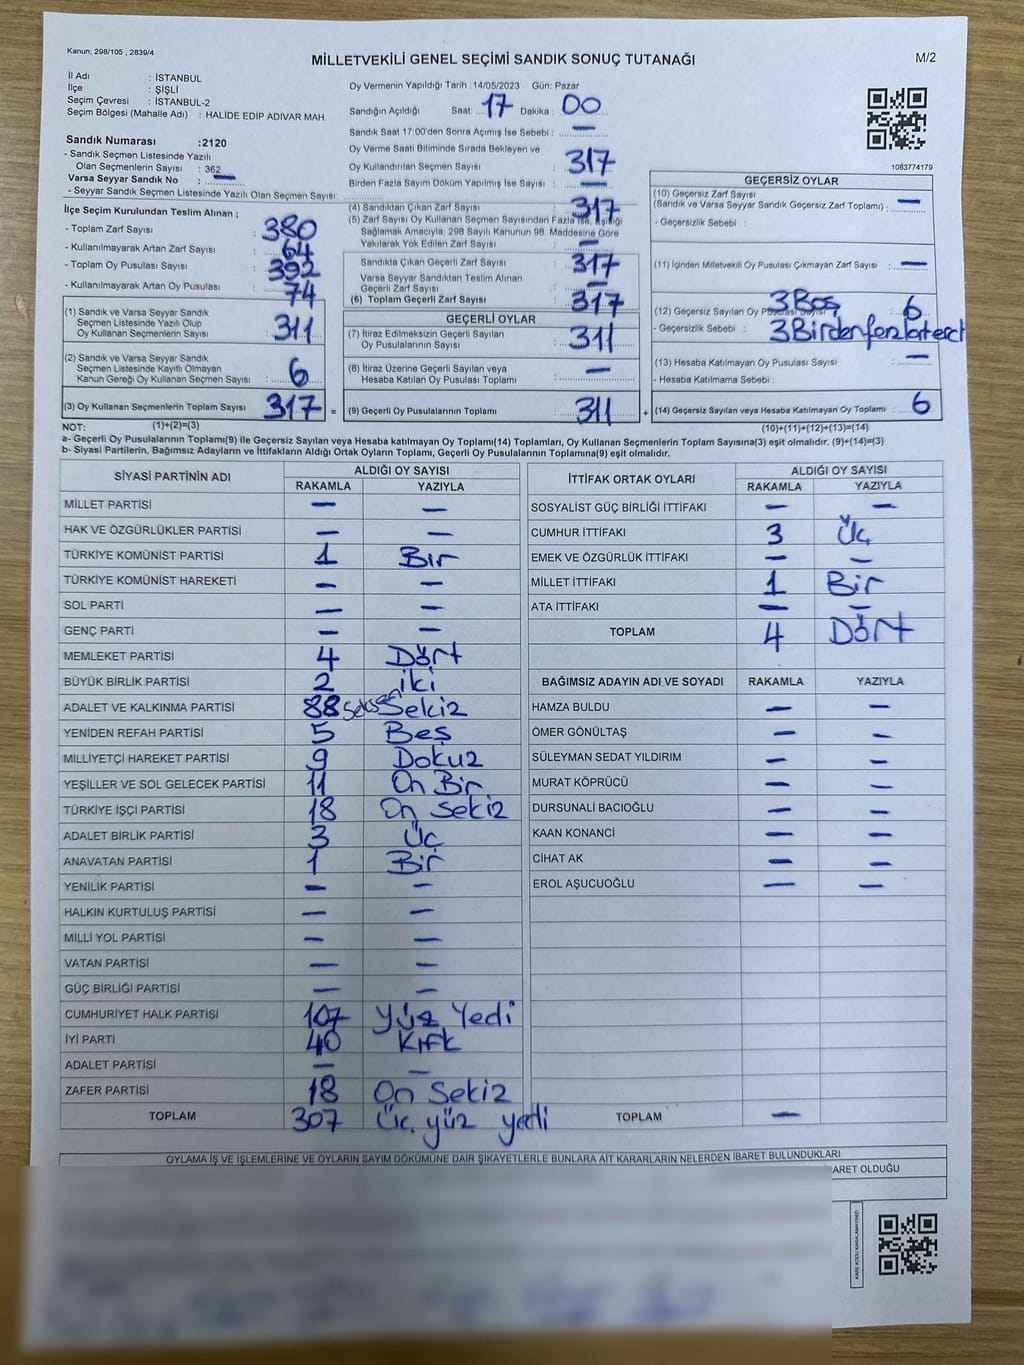 Kanun; 298/105 , 2839/4
MİLLETVEKİLİ GENEL SEÇİMİ SANDIK SONUÇ TUTANAĞI
M/2
İl Adı : İSTANBUL
İlçe : ŞİŞLİ
Seçim Çevresi : İSTANBUL-2
Seçim Bölgesi (Mahalle Adı) : HALİDE EDİP ADIVAR MAH.
Sandık Numarası :2120
- Sandık Seçmen Listesinde Yazılı
Olan Seçmenlerin Sayısı : 362
Varsa Seyyar Sandık No : —
- Seyyar Sandık Seçmen Listesinde Yazılı Olan Seçmen Sayısı:
Oy Vermenin Yapıldığı Tarih : 14/05/2023 Gün: Pazar
Sandığın Açıldığı Saat: 17 Dakika : 00
Sandık Saat 17:00'den Sonra Açımış İse Sebebi : —
Oy Verme Saati Bitiminde Sırada Bekleyen ve
Oy Kullandırılan Seçmen Sayısı : 317
Birden Fazla Sayım Döküm Yapılmış İse Sayısı : —
1083774179
İlçe Seçim Kurulundan Teslim Alınan ;
- Toplam Zarf Sayısı : 380
- Kullanılmayarak Artan Zarf Sayısı : 64
- Toplam Oy Pusulası Sayısı : 392
- Kullanılmayarak Artan Oy Pusulası : 74
(1) Sandık ve Varsa Seyyar Sandık
Seçmen Listesinde Yazılı Olup
Oy Kullanan Seçmenlerin Sayısı : 311
(2) Sandık ve Varsa Seyyar Sandık
Seçmen Listesinde Kayıtlı Olmayan
Kanun Gereği Oy Kullanan Seçmen Sayısı : 6
(3) Oy Kullanan Seçmenlerin Toplam Sayısı 317 =
(4) Sandıktan Çıkan Zarf Sayısı : 317
(5) Zarf Sayısı Oy Kullanan Seçmen Sayısından Fazla ise, Eşitliği
Sağlamak Amacıyla; 298 Sayılı Kanunun 98. Maddesine Göre
Yakılarak Yok Edilen Zarf Sayısı : —
Sandıkta Çıkan Geçerli Zarf Sayısı : 317
Varsa Seyyar Sandıktan Teslim Alınan
Geçerli Zarf Sayısı : —
(6) Toplam Geçerli Zarf Sayısı : 317
GEÇERLİ OYLAR
(7) İtiraz Edilmeksizin Geçerli Sayılan
Oy Pusulalarının Sayısı : 311
(8) İtiraz Üzerine Geçerli Sayılan veya
Hesaba Katılan Oy Pusulası Toplamı : —
(9) Geçerli Oy Pusulalarının Toplamı : 311 +
GEÇERSİZ OYLAR
(10) Geçersiz Zarf Sayısı
(Sandık ve Varsa Seyyar Sandık Geçersiz Zarf Toplamı) : —
- Geçersizlik Sebebi :
(11) İçinden Milletvekili Oy Pusulası Çıkmayan Zarf Sayısı : —
(12) Geçersiz Sayılan Oy Pusulası Sayısı : 3 Boş 6
- Geçersizlik Sebebi : 3 Birden
(13) Hesaba Katılmayan Oy Pusulası Sayısı : —
- Hesaba Katılmama Sebebi :
(14) Geçersiz Sayılan veya Hesaba Katılmayan Oy Toplamı : 6
NOT: (1)+(2)=(3)
(10)+(11)+(12)+(13)=(14)
a- Geçerli Oy Pusulalarının Toplamı(9) ile Geçersiz Sayılan veya Hesaba katılmayan Oy Toplamı(14) Toplamları, Oy Kullanan Seçmenlerin Toplam Sayısına(3) eşit olmalıdır. (9)+(14)=(3)
b- Siyasi Partilerin, Bağımsız Adayların ve İttifakların Aldığı Ortak Oyların Toplamı, Geçerli Oy Pusulalarının Toplamına(9) eşit olmalıdır.
SİYASİ PARTİNİN ADI ALDIĞI OY SAYISI
RAKAMLA YAZIYLA
MİLLET PARTİSİ — —
HAK VE ÖZGÜRLÜKLER PARTİSİ — —
TÜRKİYE KOMÜNİST PARTİSİ 1 Bir
TÜRKİYE KOMÜNİST HAREKETİ — —
SOL PARTİ — —
GENÇ PARTİ — —
MEMLEKET PARTİSİ 4 Dört
BÜYÜK BİRLİK PARTİSİ 2 iki
ADALET VE KALKINMA PARTİSİ 88 Seksen Sekiz
YENİDEN REFAH PARTİSİ 5 Beş
MİLLİYETÇİ HAREKET PARTİSİ 9 Dokuz
YEŞİLLER VE SOL GELECEK PARTİSİ 11 On Bir
TÜRKİYE İŞÇİ PARTİSİ 18 On Sekiz
ADALET BİRLİK PARTİSİ 3 Üç
ANAVATAN PARTİSİ 1 Bir
YENİLİK PARTİSİ — —
HALKIN KURTULUŞ PARTİSİ — —
MİLLİ YOL PARTİSİ — —
VATAN PARTİSİ — —
GÜÇ BİRLİĞİ PARTİSİ — —
CUMHURİYET HALK PARTİSİ 107 Yüz Yedi
İYİ PARTİ 40 Kırk
ADALET PARTİSİ — —
ZAFER PARTİSİ 18 On Sekiz
TOPLAM 307 Üç yüz yedi
İTTİFAK ORTAK OYLARI ALDIĞI OY SAYISI
RAKAMLA YAZIYLA
SOSYALİST GÜÇ BİRLİĞİ İTTİFAKI — —
CUMHUR İTTİFAKI 3 Üç
EMEK VE ÖZGÜRLÜK İTTİFAKI — —
MİLLET İTTİFAKI 1 Bir
ATA İTTİFAKI — —
TOPLAM 4 Dört
BAĞIMSIZ ADAYIN ADI VE SOYADI RAKAMLA YAZIYLA
HAMZA BULDU — —
ÖMER GÖNÜLTAŞ — —
SÜLEYMAN SEDAT YILDIRIM — —
MURAT KÖPRÜCÜ — —
DURSUNALİ BACIOĞLU — —
KAAN KONANCİ — —
CİHAT AK — —
EROL AŞUCUOĞLU — —
TOPLAM —
OYLAMA İŞ VE İŞLEMLERİNE VE OYLARIN SAYIM DÖKÜMÜNE DAİR ŞİKAYETLERLE BUNLARA AİT KARARLARIN NELERDEN İBARET BULUNDUKLARI
ARET OLDUĞU